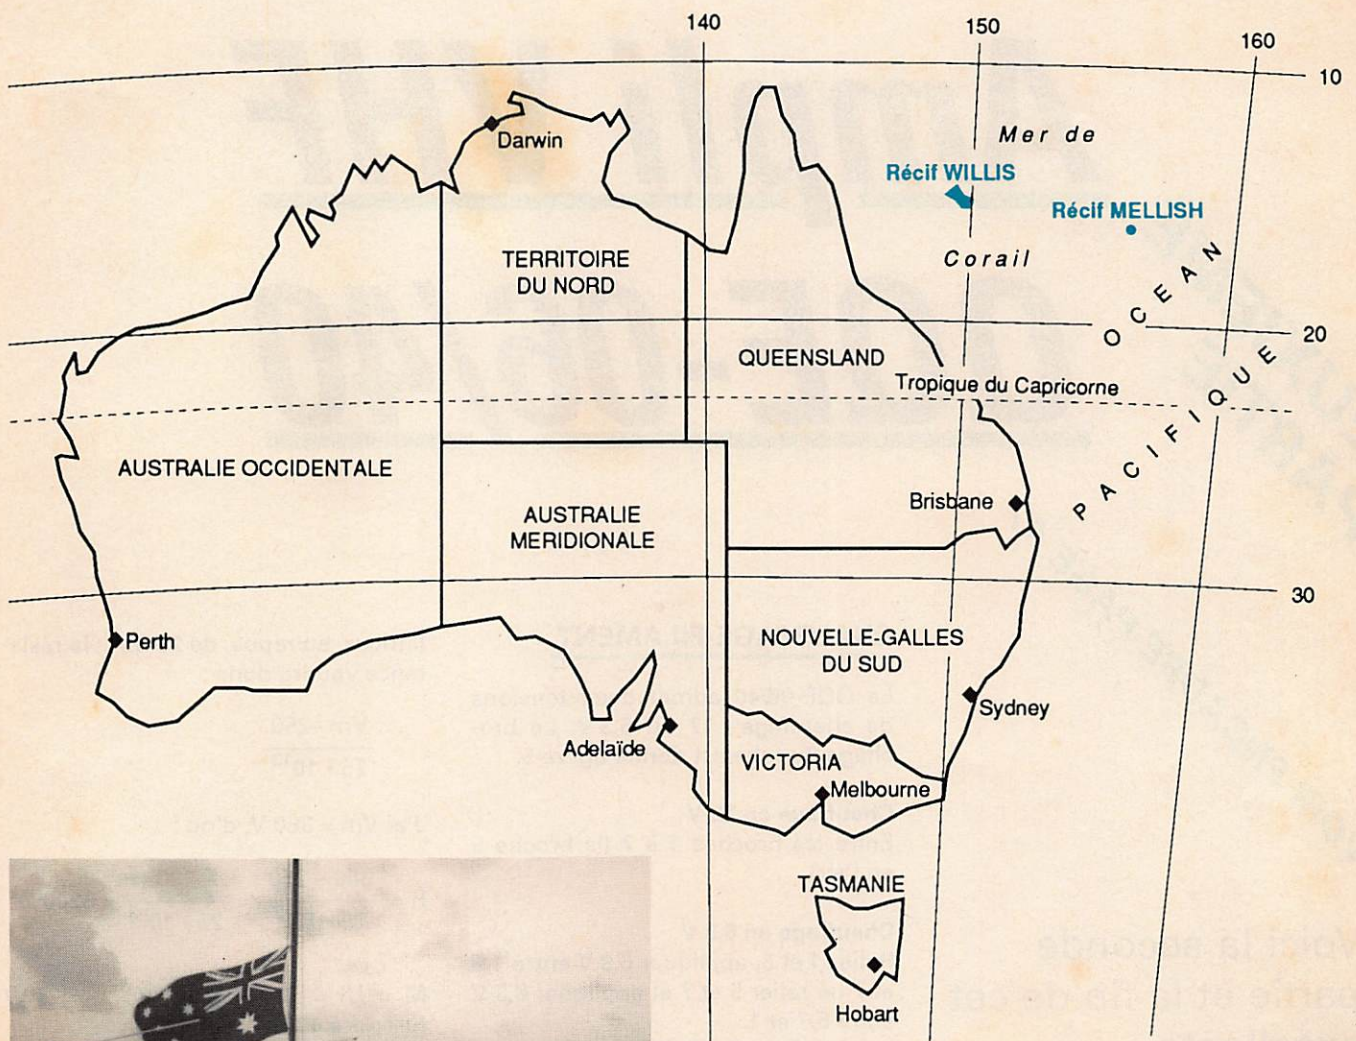 140
150
160
10
Darwin
Mer de
Récif WILLIS
Récif MELLISH
Corail
TERRITOIRE
DU NORD
OCEAN
20
QUEENSLAND
PACIFIQUE
Tropique du Capricorne
AUSTRALIE OCCIDENTALE
Brisbane
AUSTRALIE
MERIDIONALE
30
Perth
NOUVELLE-GALLES
DU SUD
Sydney
Adelaïde
VICTORIA
Melbourne
TASMANIE
Hobart